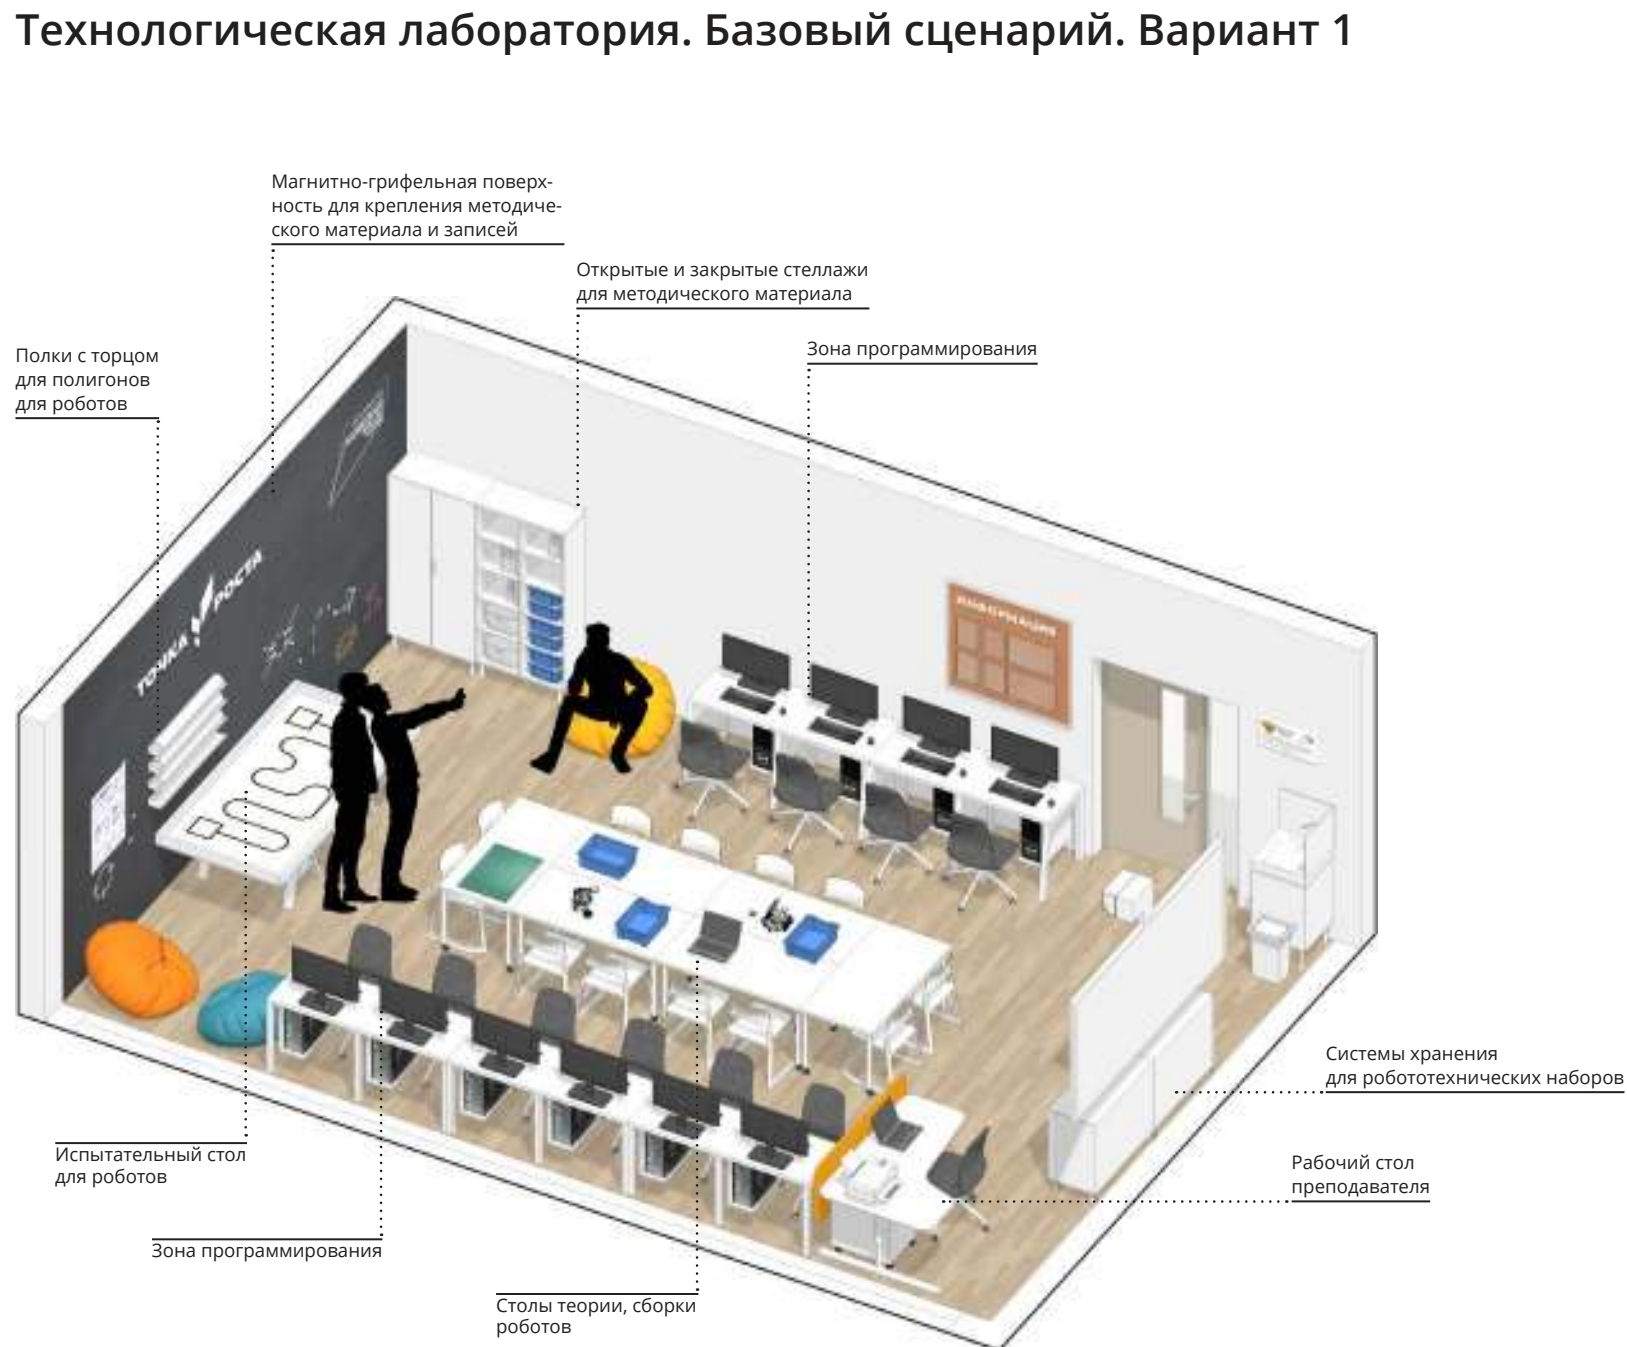 Технологическая лаборатория. Базовый сценарий. Вариант 1
Магнитно-грифельная поверх-
ность для крепления методиче-
ского материала и записей
Открытые и закрытые стеллажи
для методического материала
Зона программирования
Полки с торцом
для полигонов
для роботов
ТОЧКА РОСТА
ИНФОРМАЦИЯ
Системы хранения
для робототехнических наборов
Испытательный стол
для роботов
Рабочий стол
преподавателя
Зона программирования
Столы теории, сборки
роботов